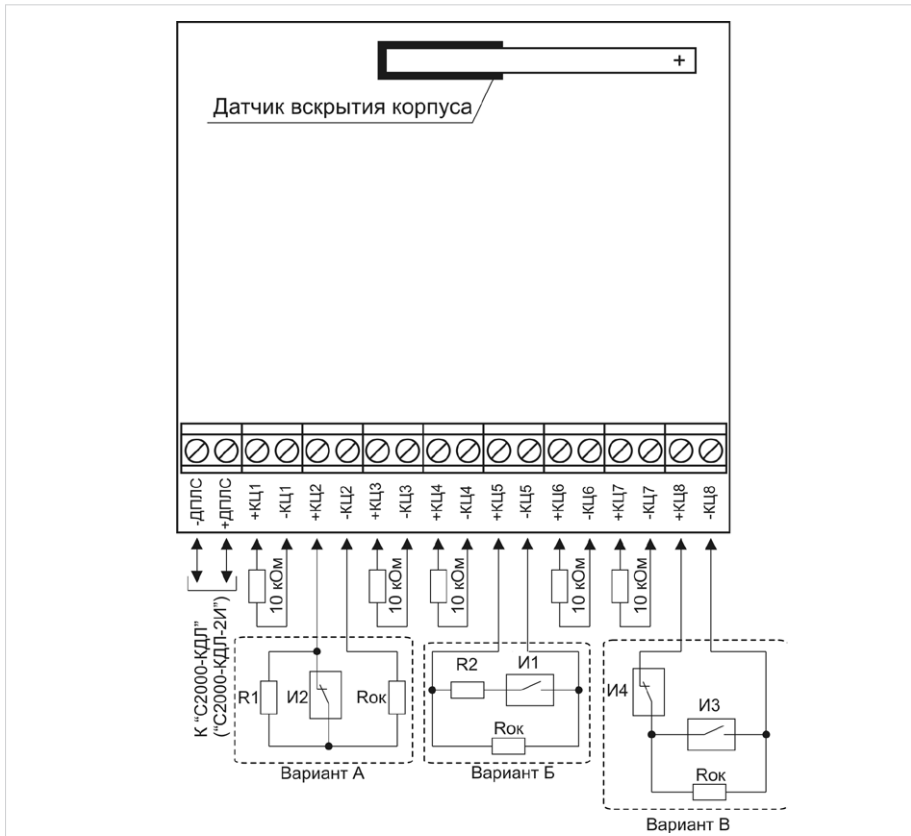 +
Датчик вскрытия корпуса
-ДПЛС
+ДПЛС
+КЦ1
-КЦ1
+КЦ2
-КЦ2
+КЦ3
-КЦ3
+КЦ4
-КЦ4
+КЦ5
-КЦ5
+КЦ6
-КЦ6
+КЦ7
-КЦ7
+КЦ8
-КЦ8
10 кОм
10 кОм
10 кОм
10 кОм
10 кОм
К "С2000-КДЛ"
("С2000-КДЛ-2И")
R1
И2
Rок
Вариант А
R2
И1
Rок
Вариант Б
И4
И3
Rок
Вариант В